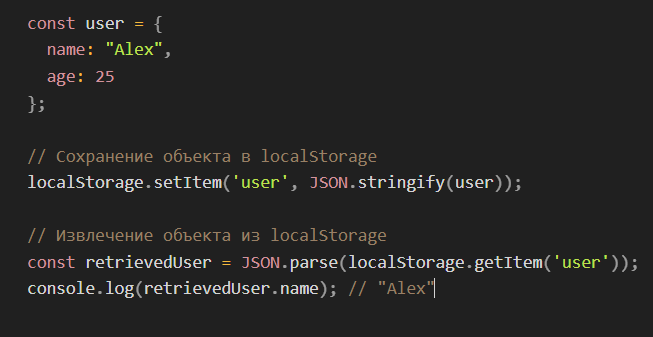 const user = {
  name: "Alex",
  age: 25
};
// Сохранение объекта в localStorage
localStorage.setItem('user', JSON.stringify(user));
// Извлечение объекта из localStorage
const retrievedUser = JSON.parse(localStorage.getItem('user'));
console.log(retrievedUser.name); // "Alex"